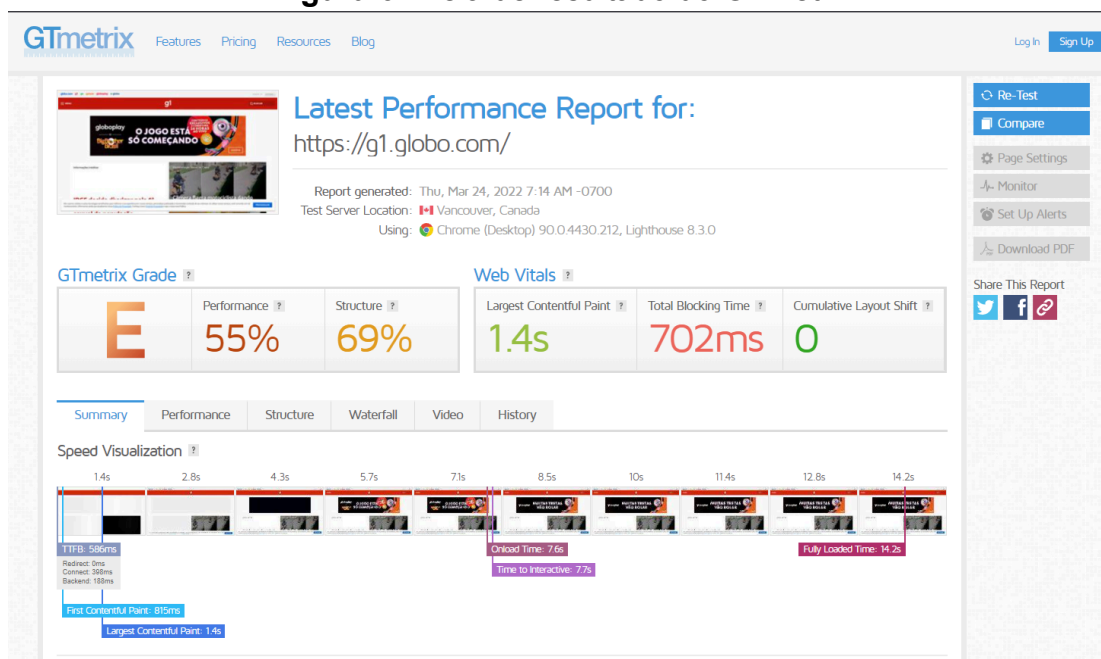 GTmetrix Features Pricing Resources Blog Log In Sign Up
g1
globoplay O JOGO ESTÁ
SÓ COMEÇANDO
Latest Performance Report for:
https://g1.globo.com/
Report generated: Thu, Mar 24, 2022 7:14 AM -0700
Test Server Location: Vancouver, Canada
Using: Chrome (Desktop) 90.0.4430.212, Lighthouse 8.3.0
Re-Test
Compare
Page Settings
Monitor
Set Up Alerts
Download PDF
Share This Report
GTmetrix Grade ?
E
Performance ?
55%
Structure ?
69%
Web Vitals ?
Largest Contentful Paint ?
1.4s
Total Blocking Time ?
702ms
Cumulative Layout Shift ?
0
Summary Performance Structure Waterfall Video History
Speed Visualization ?
1.4s 2.8s 4.3s 5.7s 7.1s 8.5s 10s 11.4s 12.8s 14.2s
TTFB: 586ms
Redirect: 0ms
Connect: 398ms
Backend: 188ms
Onload Time: 7.6s
Time to Interactive: 7.7s
Fully Loaded Time: 14.2s
First Contentful Paint: 815ms
Largest Contentful Paint: 1.4s